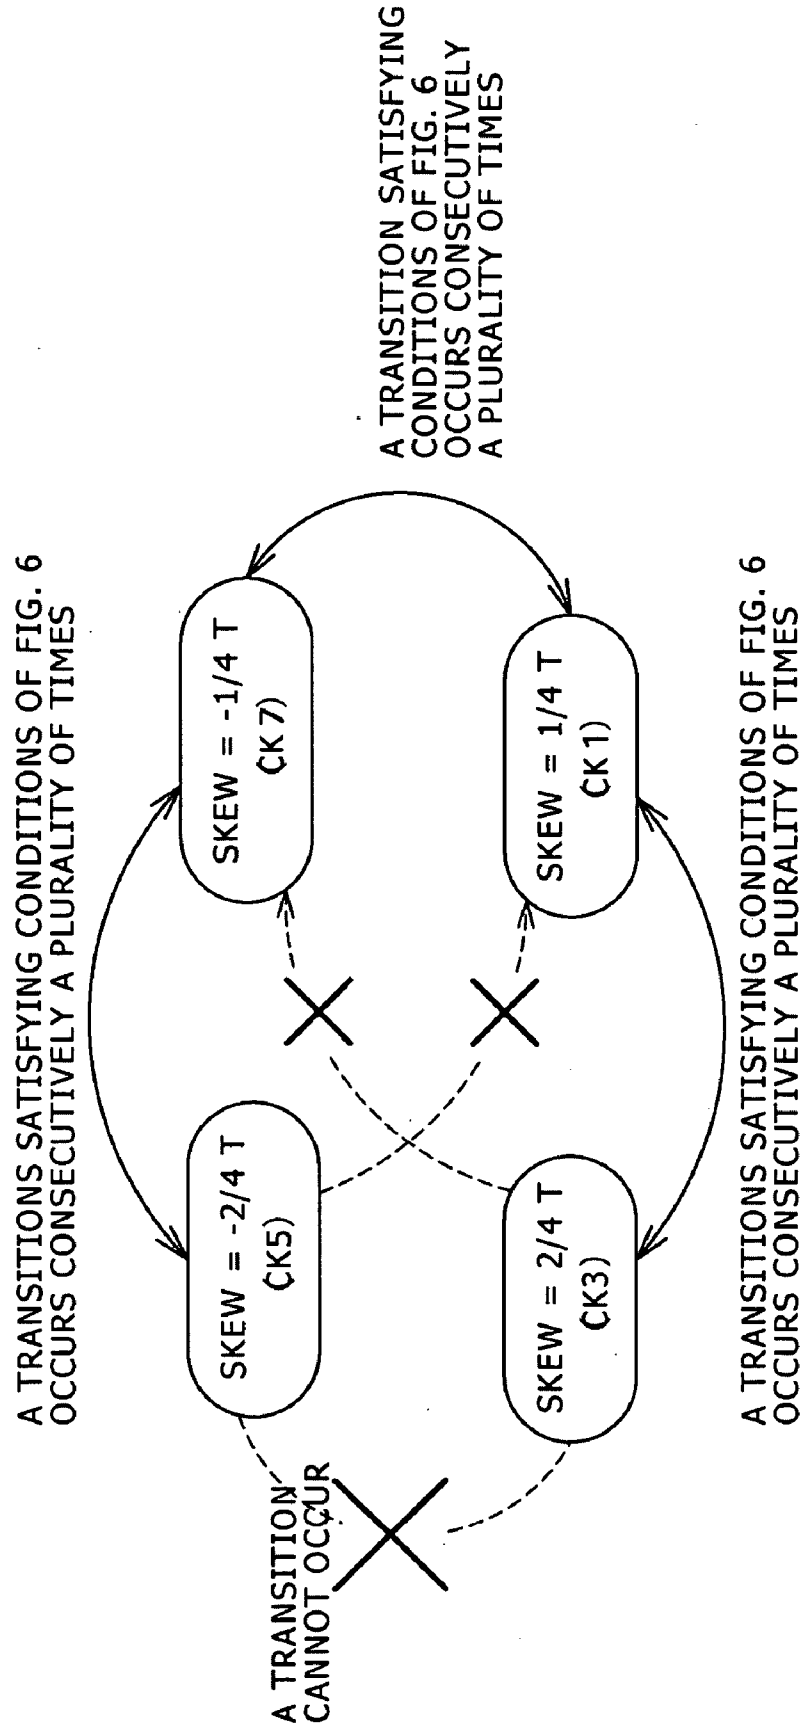 A TRANSITIONS SATISFYING CONDITIONS OF FIG. 6
OCCURS CONSECUTIVELY A PLURALITY OF TIMES
SKEW = -2/4 T
(CK5)
SKEW = -1/4 T
(CK7)
A TRANSITION
CANNOT OCCUR
A TRANSITION SATISFYING
CONDITIONS OF FIG. 6
OCCURS CONSECUTIVELY
A PLURALITY OF TIMES
SKEW = 2/4 T
(CK3)
SKEW = 1/4 T
(CK1)
A TRANSITIONS SATISFYING CONDITIONS OF FIG. 6
OCCURS CONSECUTIVELY A PLURALITY OF TIMES